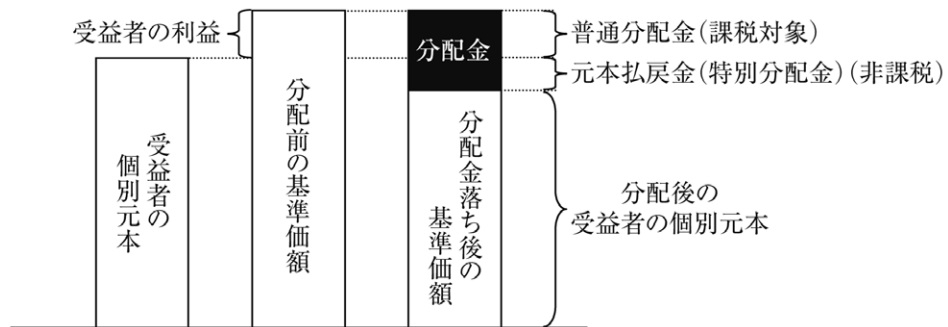 受益者の利益
分配金
普通分配金(課税対象)
元本払戻金(特別分配金)(非課税)
受益者の
個別元本
分配前の基準価額
分配金落ち後の
基準価額
分配後の
受益者の個別元本